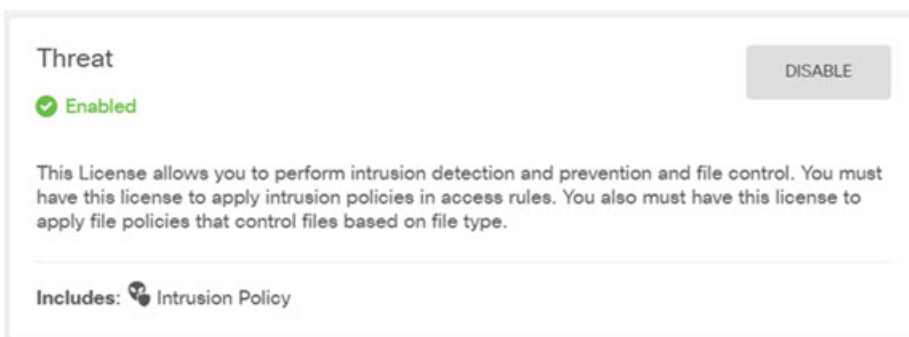 Threat
DISABLE
Enabled
This License allows you to perform intrusion detection and prevention and file control. You must
have this license to apply intrusion policies in access rules. You also must have this license to
apply file policies that control files based on file type.
Includes: Intrusion Policy